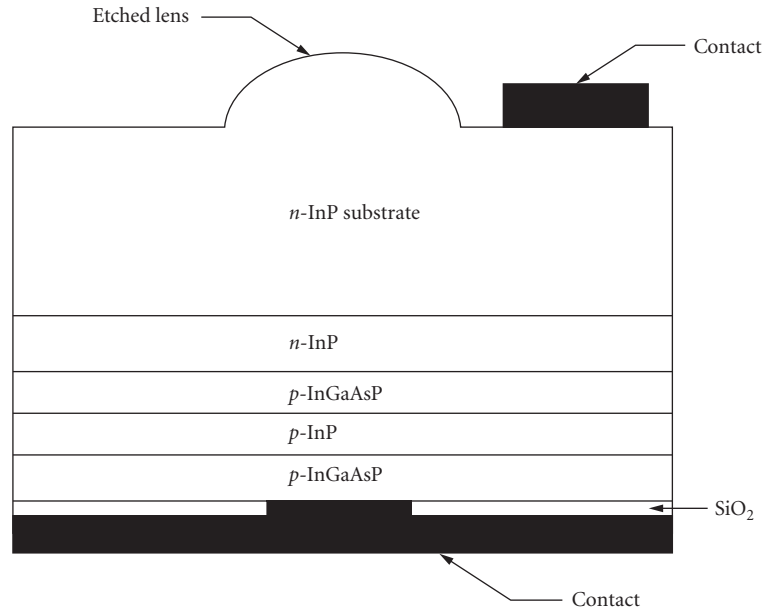 Etched lens
Contact
n-InP substrate
n-InP
p-InGaAsP
p-InP
p-InGaAsP
SiO₂
Contact